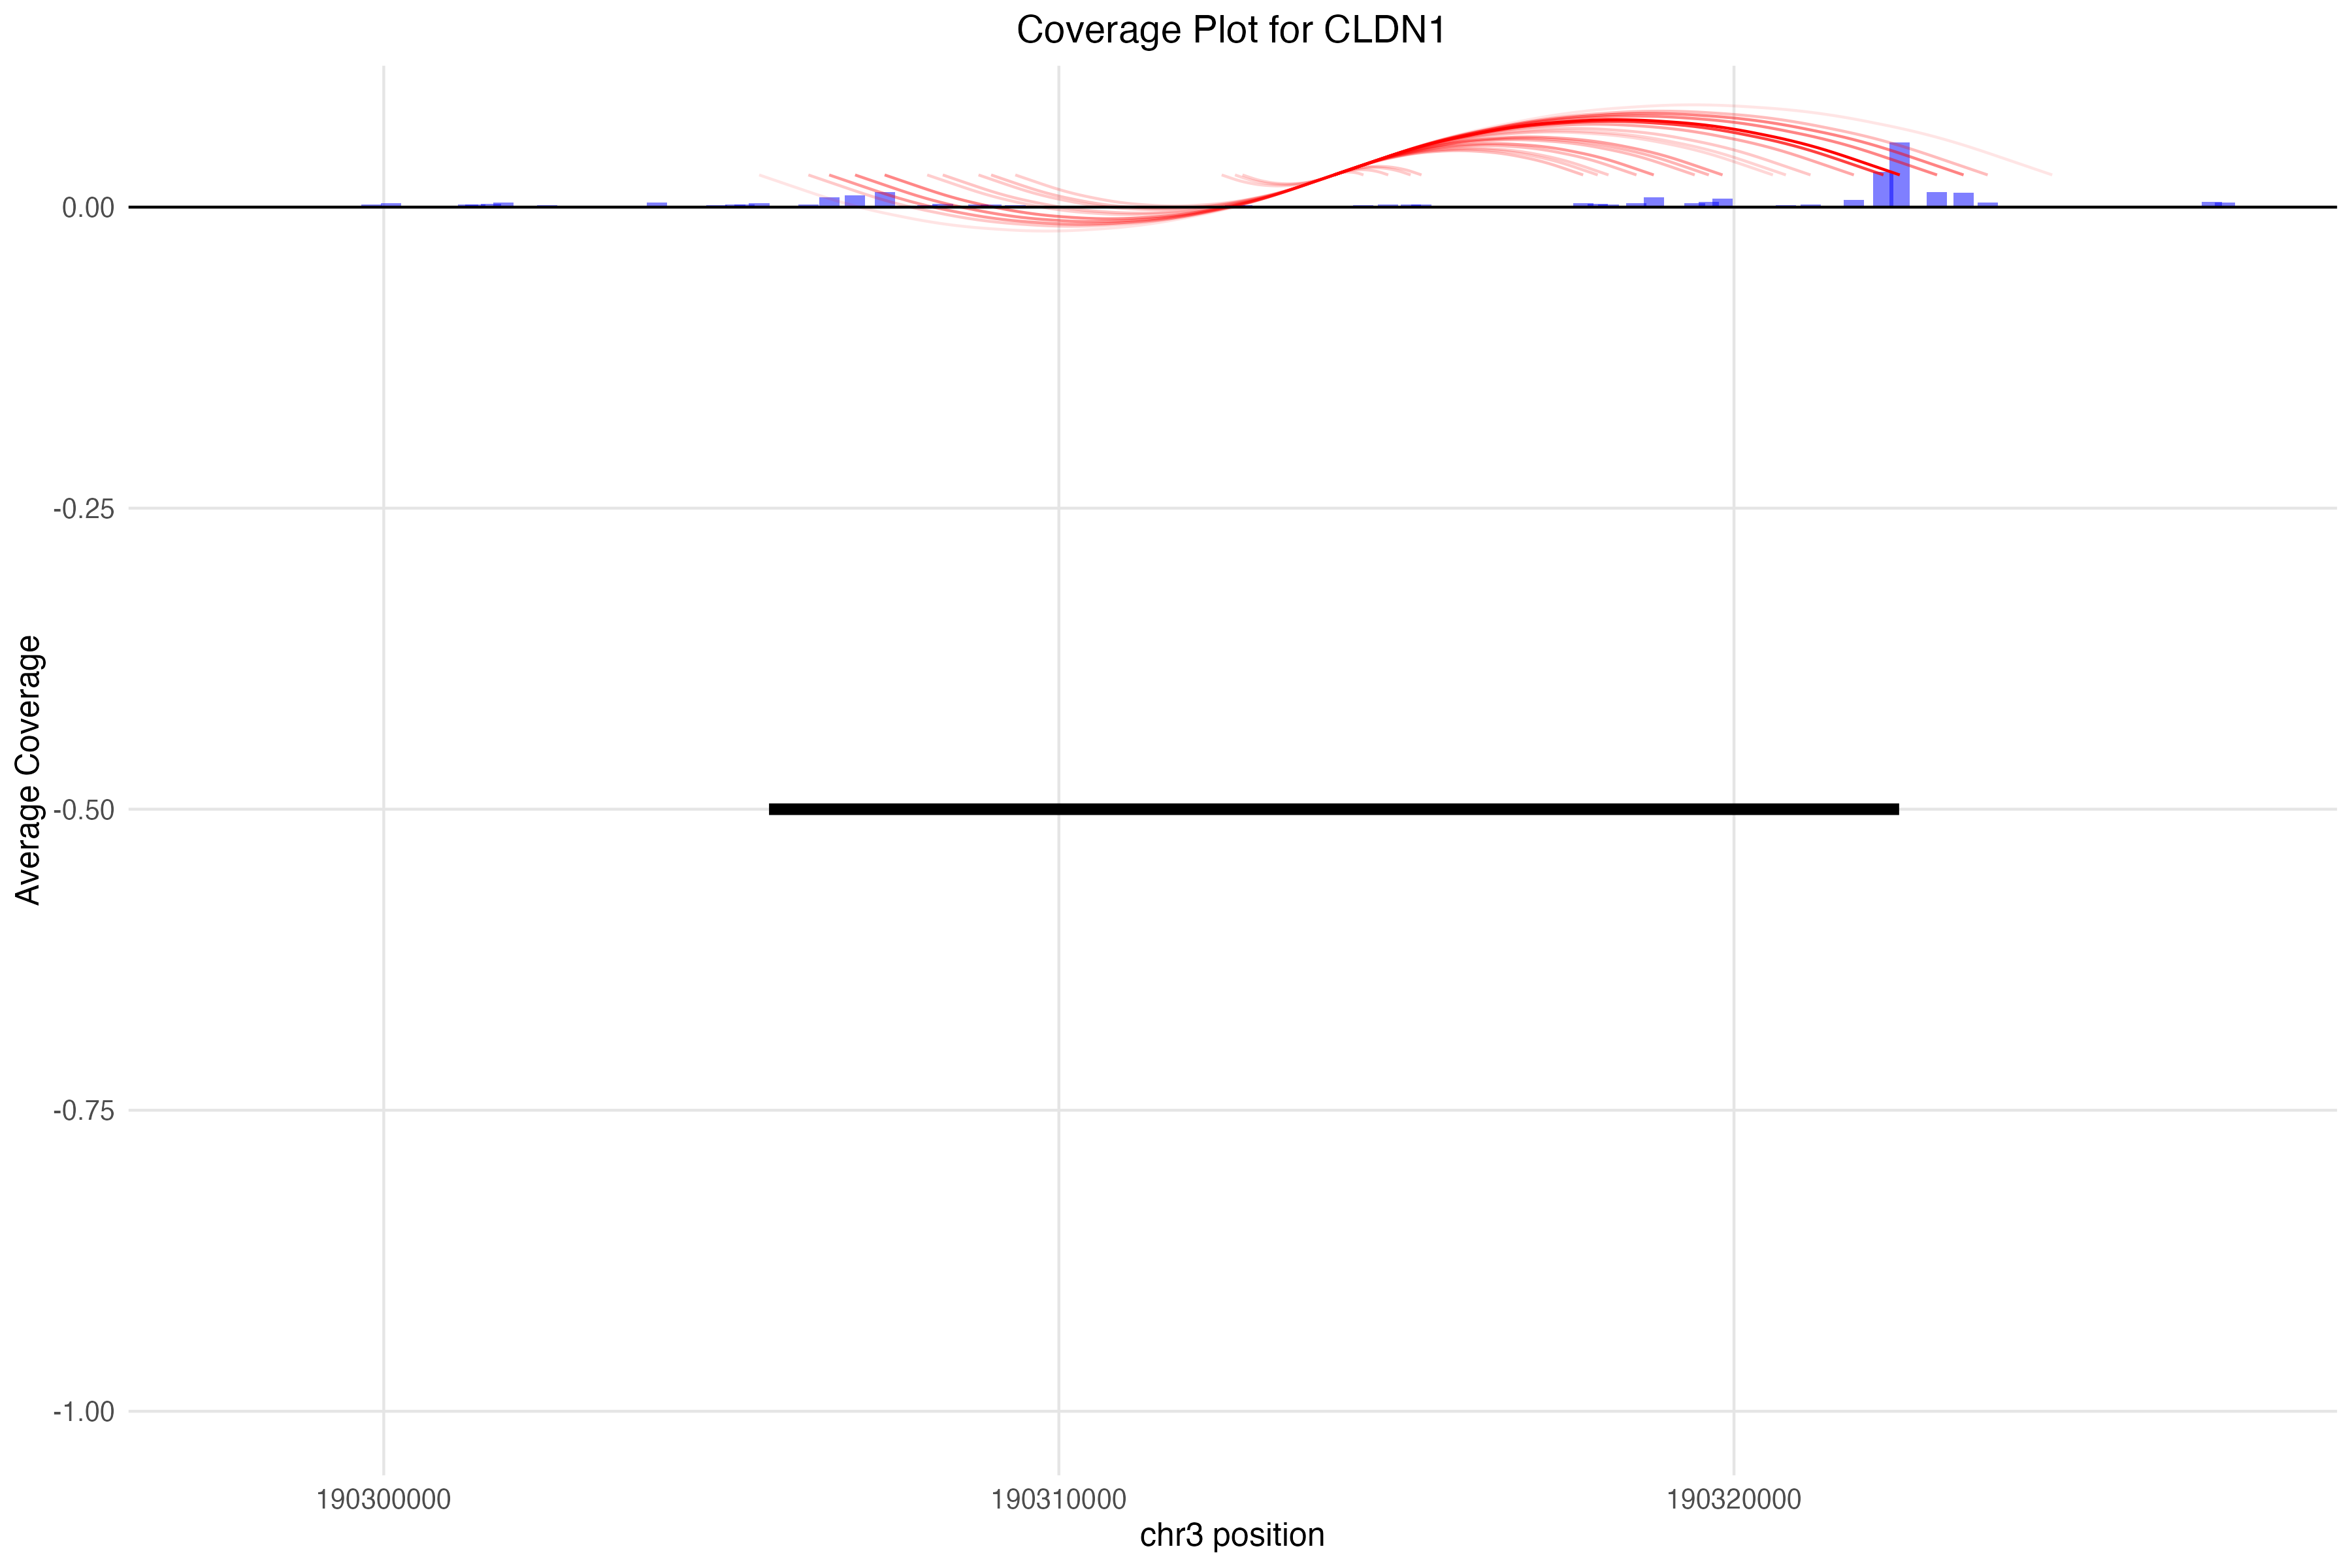 Coverage Plot for CLDN1
0.00
-0.25
-0.50
-0.75
-1.00
Average Coverage
190300000
190310000
190320000
chr3 position